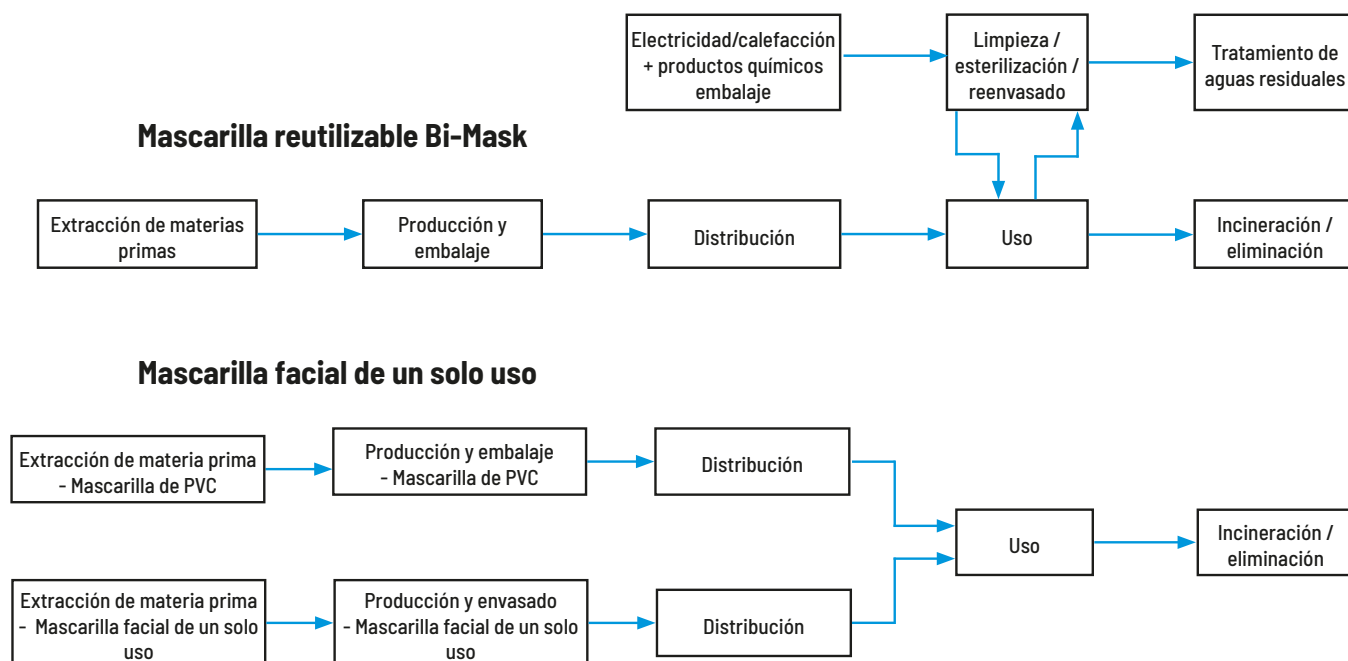 Electricidad/calefacción
+ productos químicos
embalaje
Limpieza /
esterilización /
reenvasado
Tratamiento de
aguas residuales
Mascarilla reutilizable Bi-Mask
Extracción de materias
primas
Producción y
embalaje
Distribución
Uso
Incineración /
eliminación
Mascarilla facial de un solo uso
Extracción de materia prima
- Mascarilla de PVC
Producción y embalaje
- Mascarilla de PVC
Distribución
Uso
Incineración /
eliminación
Extracción de materia prima
- Mascarilla facial de un solo
uso
Producción y envasado
- Mascarilla facial de un solo
uso
Distribución